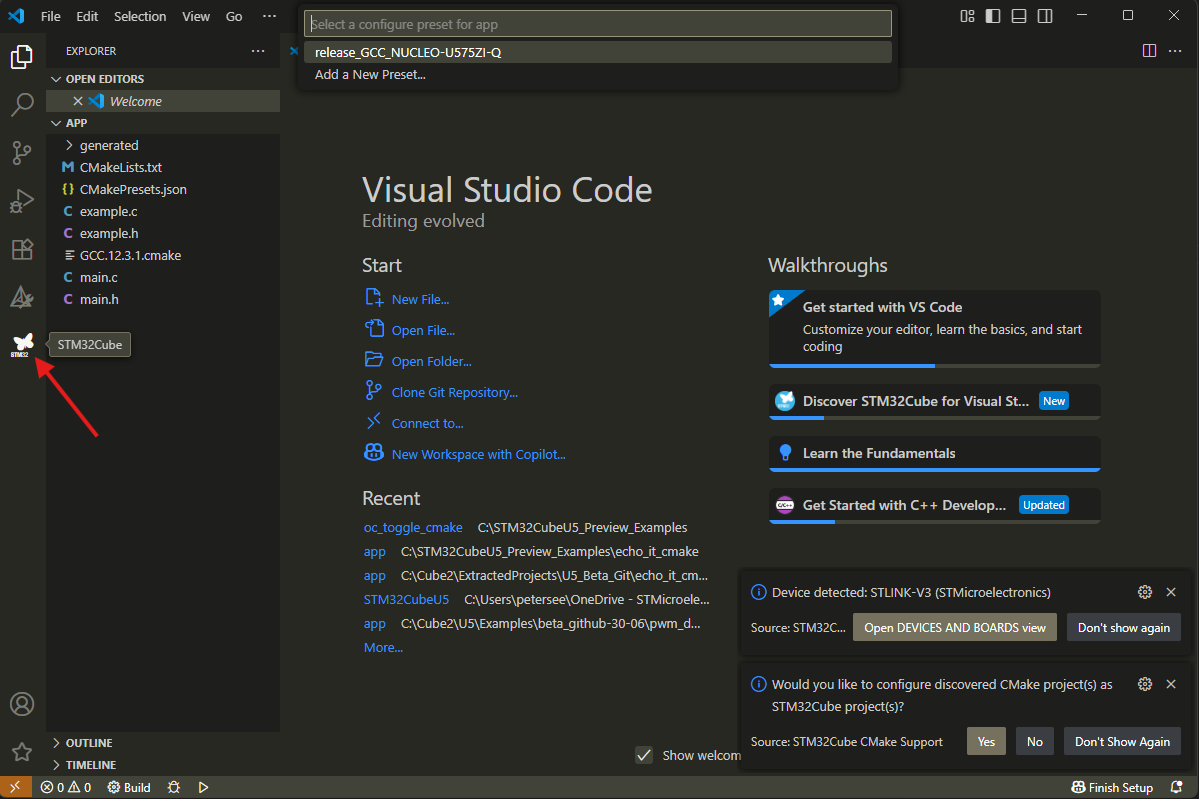 File Edit Selection View Go ···
Select a configure preset for app
release_GCC_NUCLEO-U575ZI-Q
Add a New Preset...
EXPLORER
OPEN EDITORS
Welcome
APP
generated
CMakeLists.txt
CMakePresets.json
example.c
example.h
GCC.12.3.1.cmake
main.c
main.h
STM32
STM32Cube
OUTLINE
TIMELINE
Visual Studio Code
Editing evolved
Start
New File...
Open File...
Open Folder...
Clone Git Repository...
Connect to...
New Workspace with Copilot...
Recent
oc_toggle_cmake C:\STM32CubeU5_Preview_Examples
app C:\STM32CubeU5_Preview_Examples\echo_it_cmake
app C:\Cube2\ExtractedProjects\U5_Beta_Git\echo_it_cm...
STM32CubeU5 C:\Users\petersee\OneDrive - STMicroele...
app C:\Cube2\U5\Examples\beta_github-30-06\pwm_d...
More...
Walkthroughs
Get started with VS Code
Customize your editor, learn the basics, and start
coding
Discover STM32Cube for Visual St... New
Learn the Fundamentals
Get Started with C++ Develop... Updated
Show welcom
Device detected: STLINK-V3 (STMicroelectronics)
Source: STM32C... Open DEVICES AND BOARDS view Don't show again
Would you like to configure discovered CMake project(s) as
STM32Cube project(s)?
Source: STM32Cube CMake Support Yes No Don't Show Again
0 0 Build Finish Setup